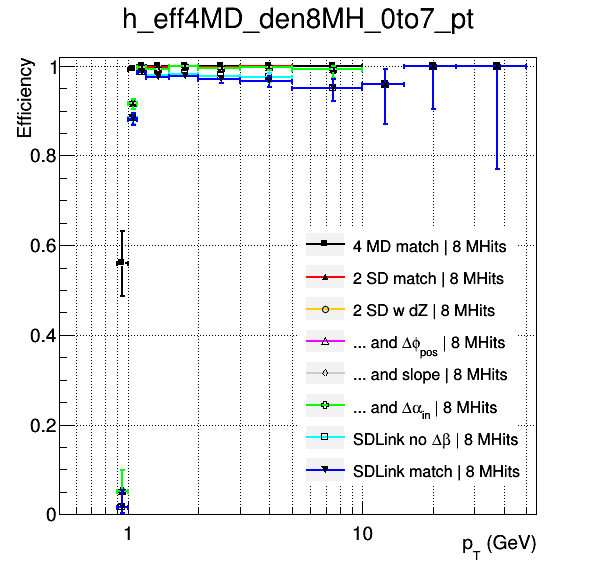 h_eff4MD_den8MH_0to7_pt
Efficiency
1
0.8
0.6
0.4
0.2
0
4 MD match | 8 MHits
2 SD match | 8 MHits
2 SD w dZ | 8 MHits
... and Δϕpos | 8 MHits
... and slope | 8 MHits
... and Δαin | 8 MHits
SDLink no Δβ | 8 MHits
SDLink match | 8 MHits
1 10
pT (GeV)